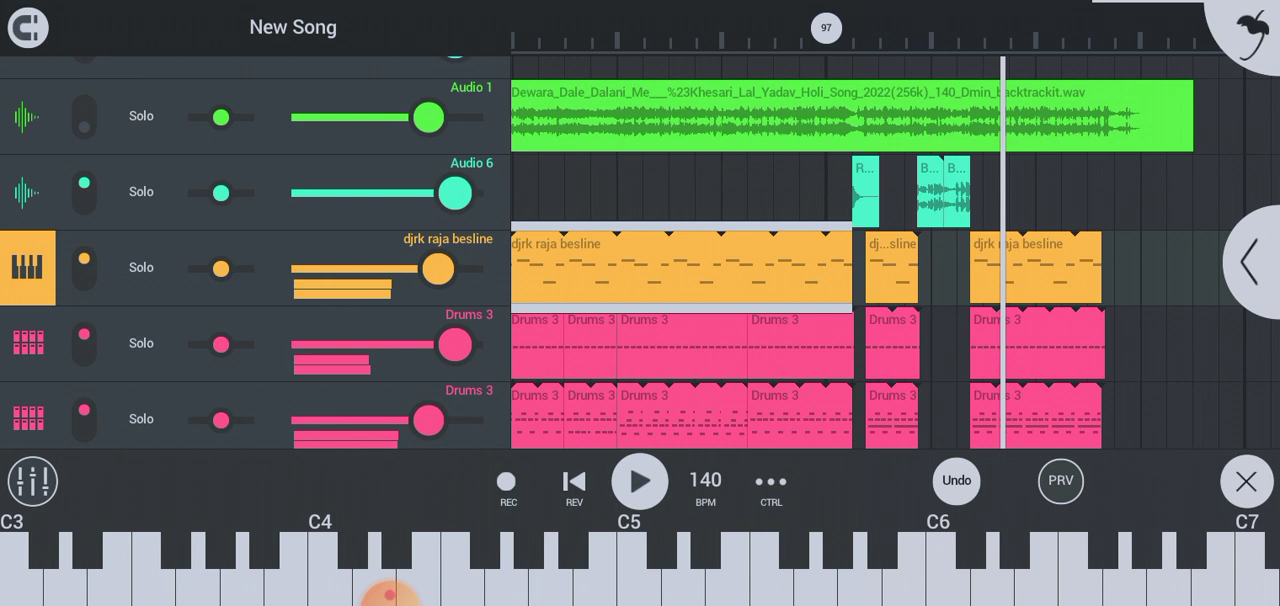 New Song
97
Audio 1
Solo
Dewara_Dale_Dalani_Me___%23Khesari_Lal_Yadav_Holi_Song_2022(256k)_140_Dmin_backtrackit.wav
Audio 6
Solo
R...
B...
B...
djrk raja besline
Solo
djrk raja besline
dj...sline
djrk raja besline
Drums 3
Solo
Drums 3
Drums 3
Drums 3
Drums 3
Drums 3
Drums 3
Drums 3
Solo
Drums 3
Drums 3
Drums 3
Drums 3
Drums 3
Drums 3
REC
REV
140
BPM
CTRL
Undo
PRV
C3
C4
C5
C6
C7